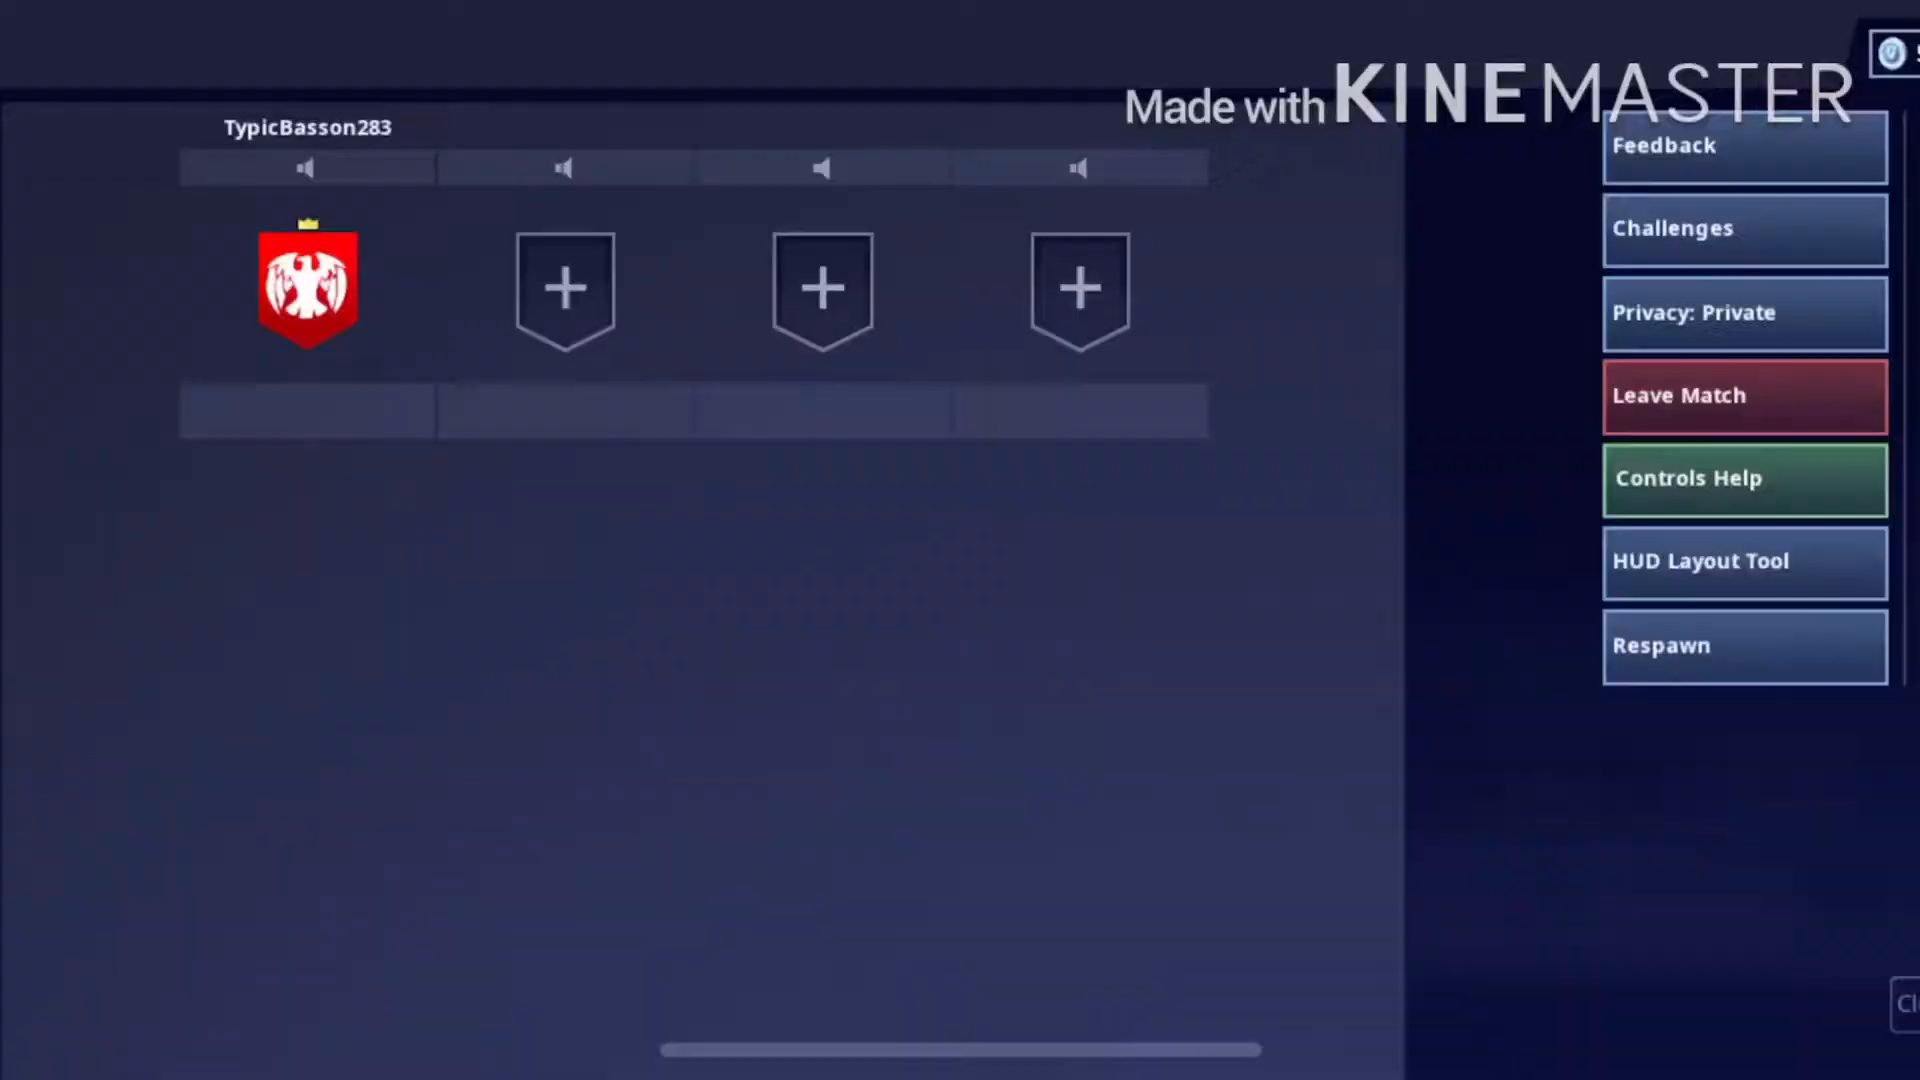 Made with KINEMASTER
TypicBasson283
Feedback
Challenges
Privacy: Private
Leave Match
Controls Help
HUD Layout Tool
Respawn